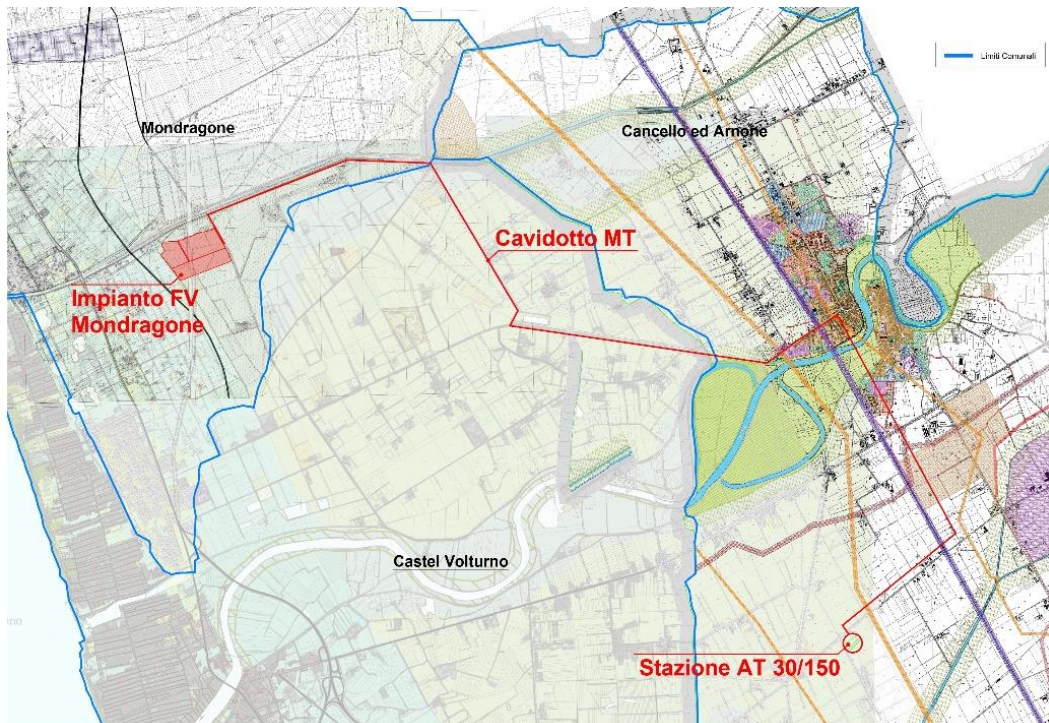 Limiti Comunali
Mondragone
Cancello ed Arnone
Cavidotto MT
Impianto FV
Mondragone
Castel Volturno
Stazione AT 30/150